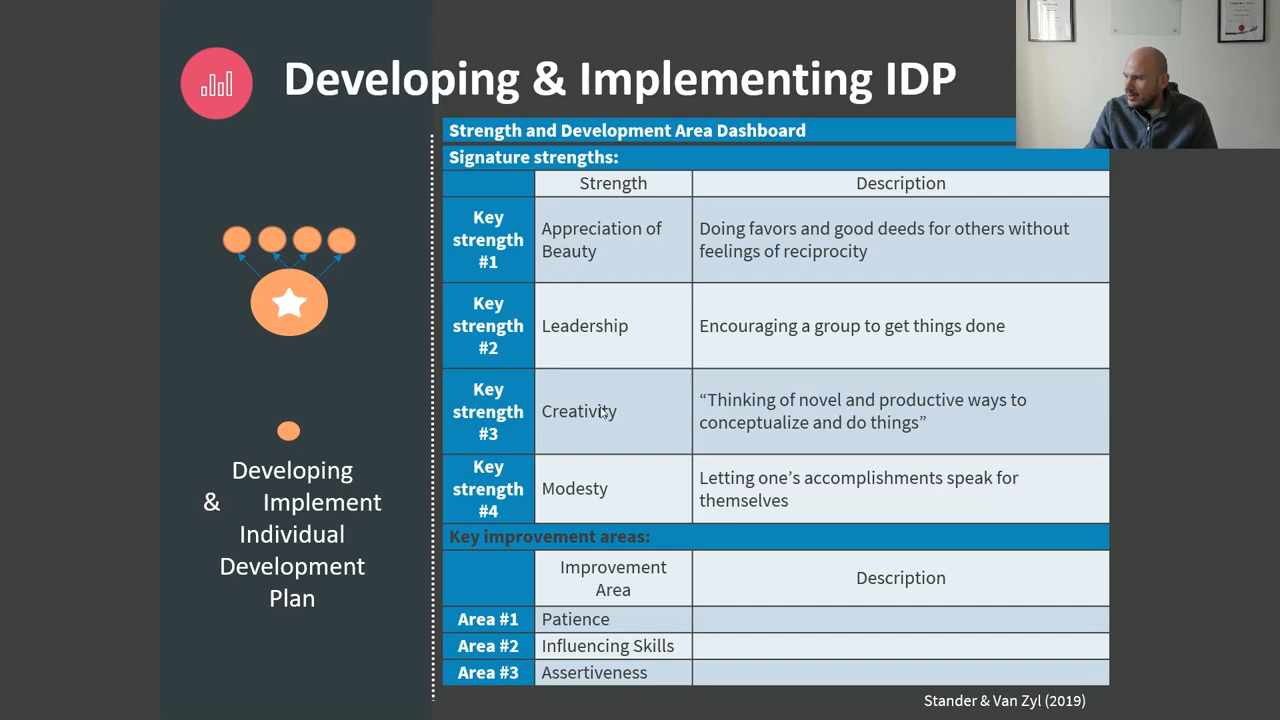 Developing & Implementing IDP
Strength and Development Area Dashboard
Signature strengths:
Strength
Description
Key
strength
#1
Appreciation of
Beauty
Doing favors and good deeds for others without
feelings of reciprocity
Key
strength
#2
Leadership
Encouraging a group to get things done
Key
strength
#3
Creativity
“Thinking of novel and productive ways to
conceptualize and do things”
Key
strength
#4
Modesty
Letting one’s accomplishments speak for
themselves
Key improvement areas:
Improvement
Area
Description
Area #1
Patience
Area #2
Influencing Skills
Area #3
Assertiveness
Developing
& Implement
Individual
Development
Plan
Stander & Van Zyl (2019)